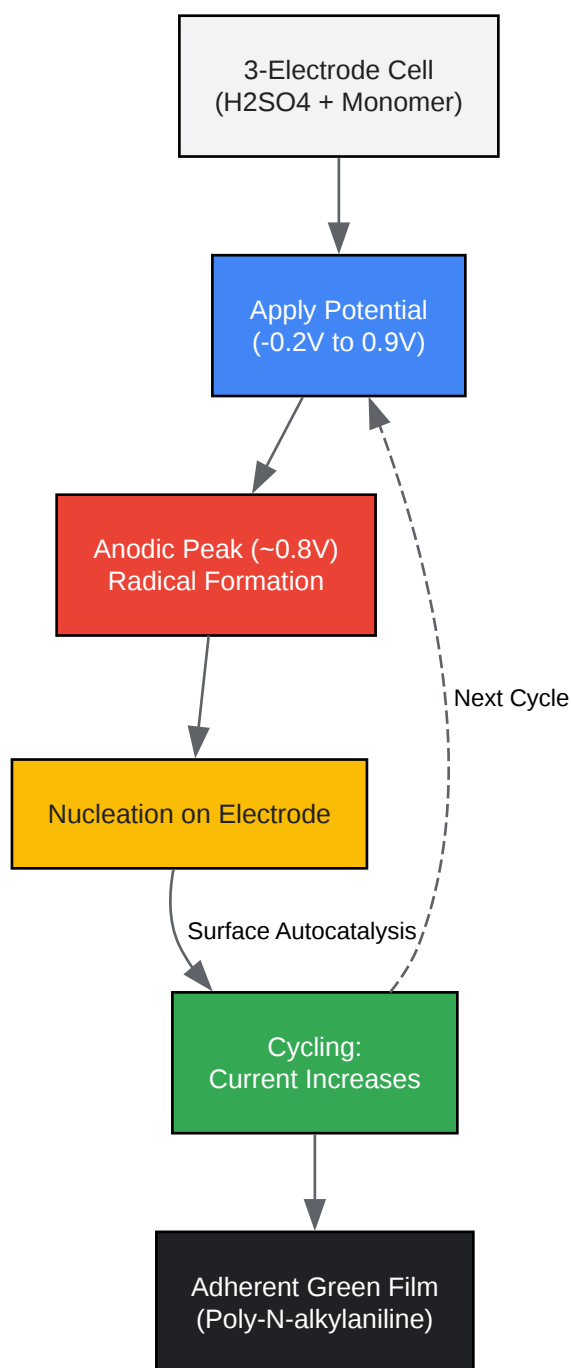 3-Electrode Cell
(H2SO4 + Monomer)
Apply Potential
(-0.2V to 0.9V)
Anodic Peak (~0.8V)
Radical Formation
Next Cycle
Nucleation on Electrode
Surface Autocatalysis
Cycling:
Current Increases
Adherent Green Film
(Poly-N-alkylaniline)